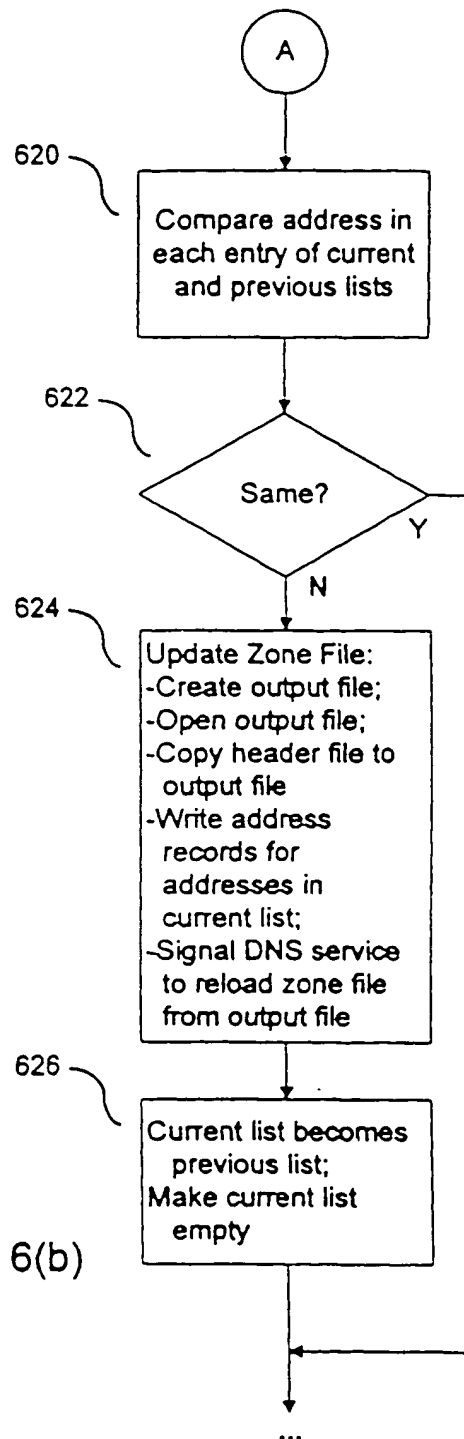 A
620
Compare address in
each entry of current
and previous lists
622
Same?
Y
N
624
Update Zone File:
-Create output file;
-Open output file;
-Copy header file to
output file
-Write address
records for
addresses in
current list;
-Signal DNS service
to reload zone file
from output file
626
Current list becomes
previous list;
Make current list
empty
6(b)
...